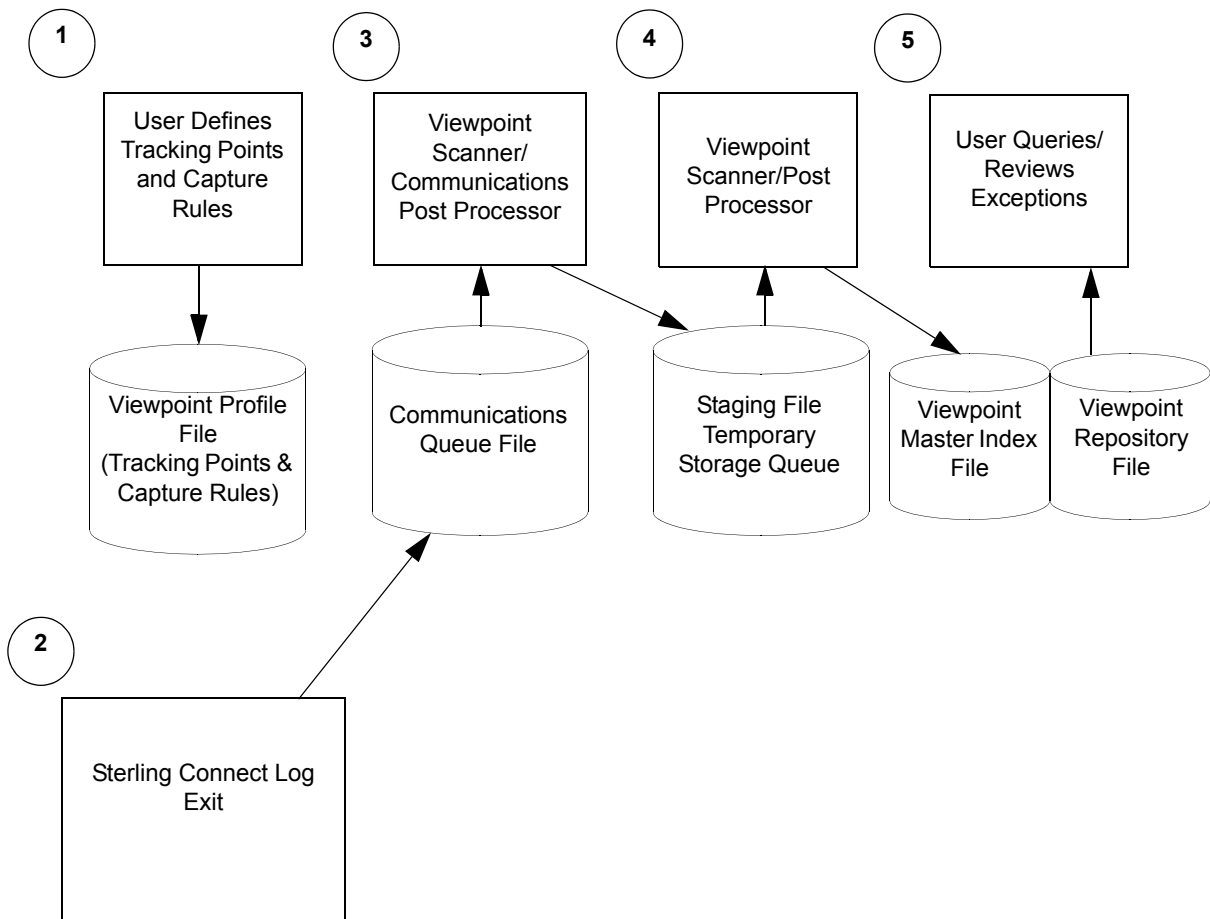 1
User Defines
Tracking Points
and Capture
Rules
Viewpoint Profile
File
(Tracking Points &
Capture Rules)
2
Sterling Connect Log
Exit
3
Viewpoint
Scanner/
Communications
Post Processor
Communications
Queue File
4
Viewpoint
Scanner/Post
Processor
Staging File
Temporary
Storage Queue
5
User Queries/
Reviews
Exceptions
Viewpoint
Master Index
File
Viewpoint
Repository
File